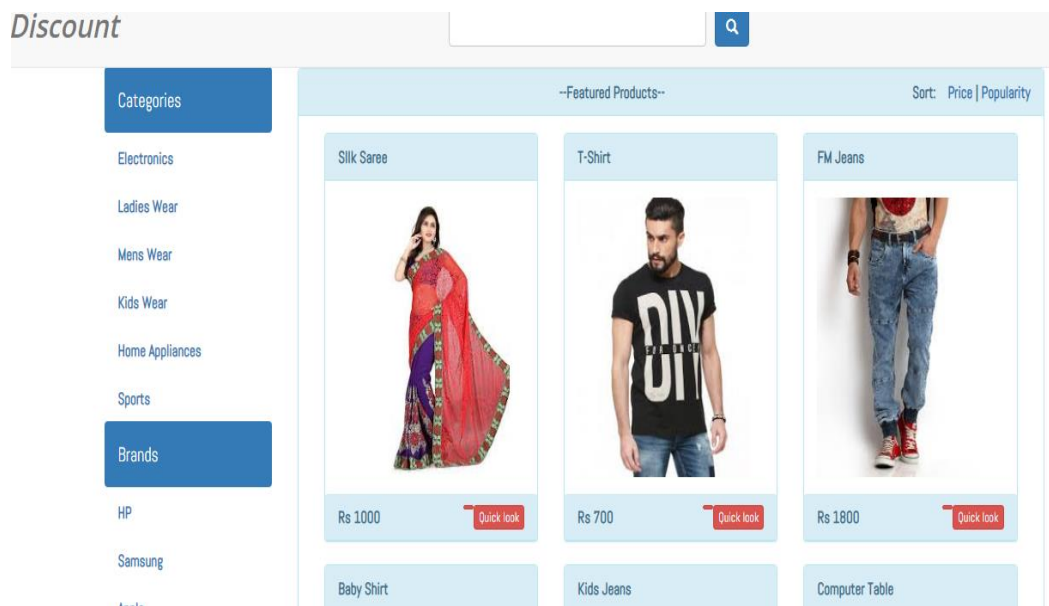 Discount
Categories
Electronics
Ladies Wear
Mens Wear
Kids Wear
Home Appliances
Sports
Brands
HP
Samsung
--Featured Products--
Sort: Price | Popularity
SIlk Saree
T-Shirt
FM Jeans
DIY
Rs 1000
Quick look
Rs 700
Quick look
Rs 1800
Quick look
Baby Shirt
Kids Jeans
Computer Table